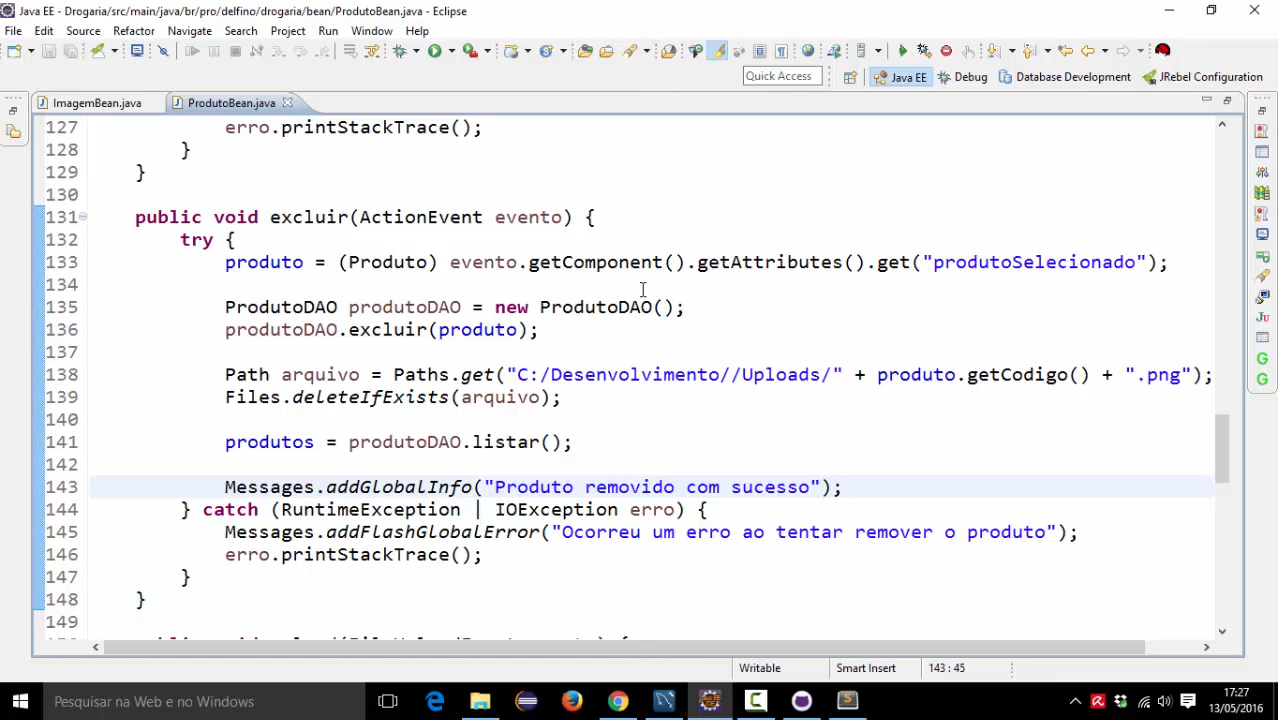 Java EE - Drogaria/src/main/java/br/pro/delfino/drogaria/bean/ProdutoBean.java - Eclipse
File Edit Source Refactor Navigate Search Project Run Window Help
Quick Access Java EE Debug Database Development JRebel Configuration
ImagemBean.java ProdutoBean.java
127 erro.printStackTrace();
128 }
129 }
130
131 public void excluir(ActionEvent evento) {
132 try {
133 produto = (Produto) evento.getComponent().getAttributes().get("produtoSelecionado");
134
135 ProdutoDAO produtoDAO = new ProdutoDAO();
136 produtoDAO.excluir(produto);
137
138 Path arquivo = Paths.get("C:/Desenvolvimento//Uploads/" + produto.getCodigo() + ".png");
139 Files.deleteIfExists(arquivo);
140
141 produtos = produtoDAO.listar();
142
143 Messages.addGlobalInfo("Produto removido com sucesso");
144 } catch (RuntimeException | IOException erro) {
145 Messages.addFlashGlobalError("Ocorreu um erro ao tentar remover o produto");
146 erro.printStackTrace();
147 }
148 }
149
Writable Smart Insert 143 : 45
Pesquisar na Web e no Windows
17:27
13/05/2016